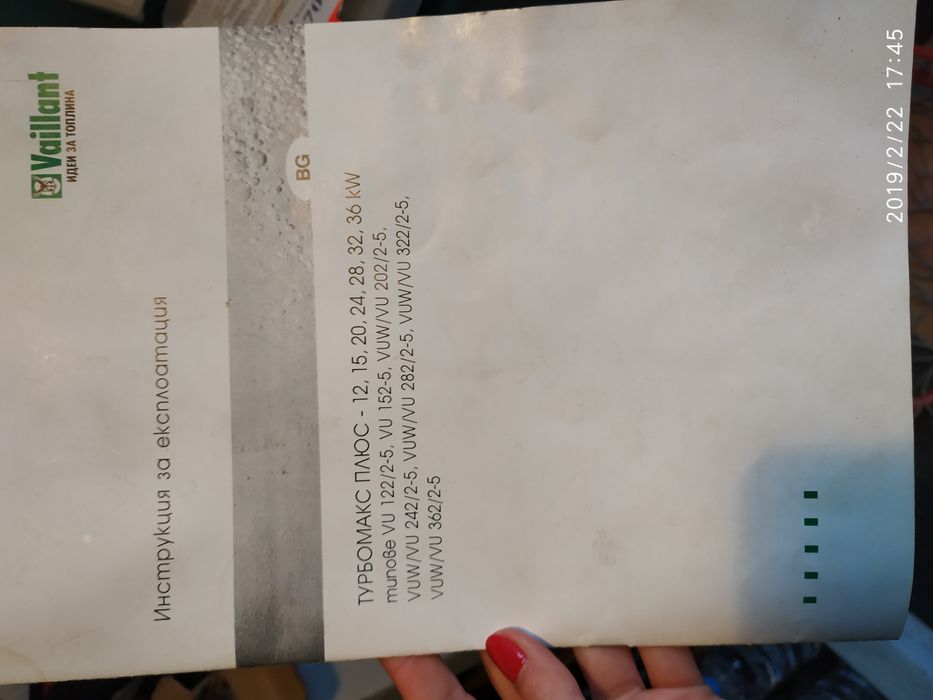 Vaillant
ИДЕИ ЗА ТОПЛИНА
Инструкция за експлоатация
BG
ТУРБОМАКС ПЛЮС - 12, 15, 20, 24, 28, 32, 36 kW
типове VU 122/2-5, VU 152-5, VUW/VU 202/2-5,
VUW/VU 242/2-5, VUW/VU 282/2-5, VUW/VU 322/2-5,
VUW/VU 362/2-5
2019/2/22 17:45